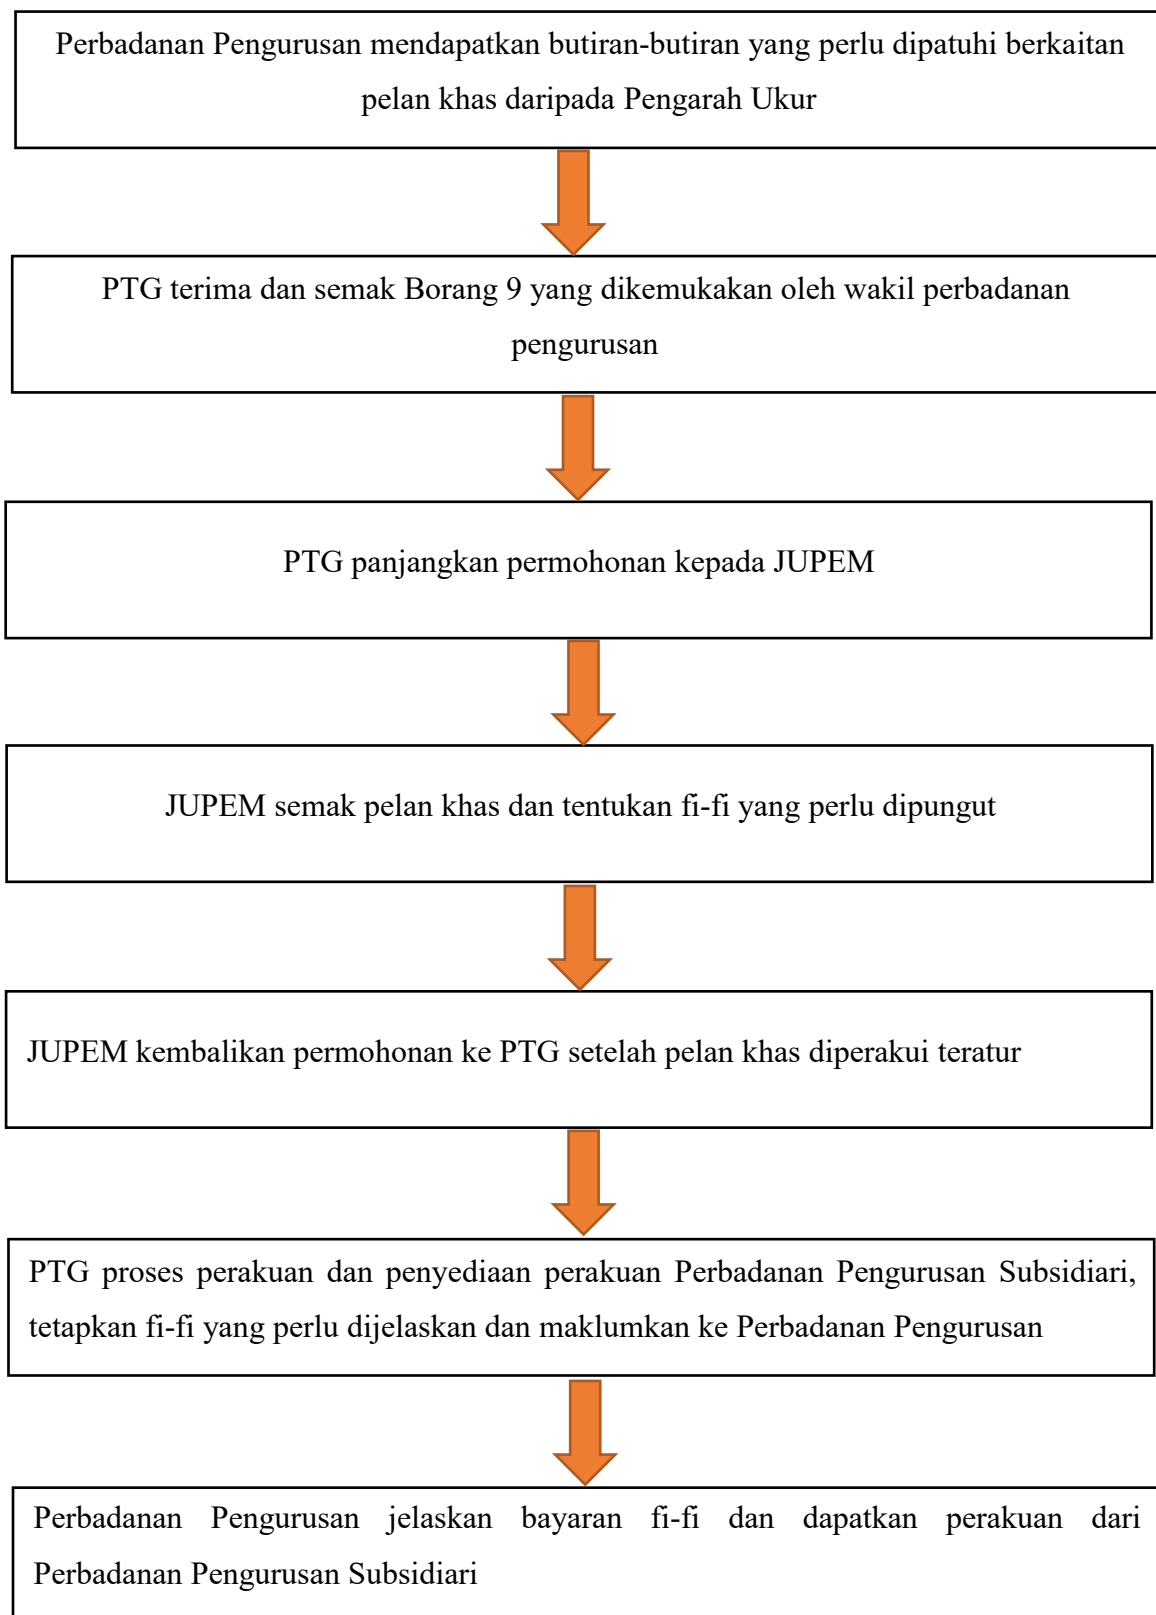 Perbadanan Pengurusan mendapatkan butiran-butiran yang perlu dipatuhi berkaitan
pelan khas daripada Pengarah Ukur
PTG terima dan semak Borang 9 yang dikemukakan oleh wakil perbadanan
pengurusan
PTG panjangkan permohonan kepada JUPEM
JUPEM semak pelan khas dan tentukan fi-fi yang perlu dipungut
JUPEM kembalikan permohonan ke PTG setelah pelan khas diperakui teratur
PTG proses perakuan dan penyediaan perakuan Perbadanan Pengurusan Subsidiari,
tetapkan fi-fi yang perlu dijelaskan dan maklumkan ke Perbadanan Pengurusan
Perbadanan Pengurusan jelaskan bayaran fi-fi dan dapatkan perakuan dari
Perbadanan Pengurusan Subsidiari